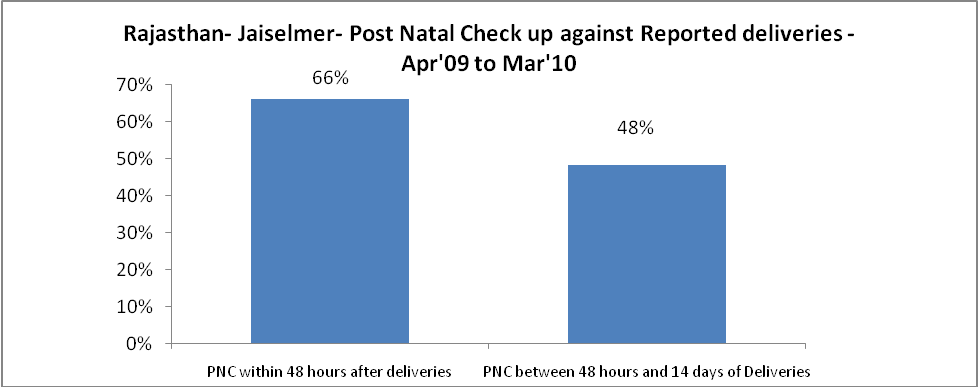 Rajasthan- Jaiselmer- Post Natal Check up against Reported deliveries -
Apr'09 to Mar'10
66%
48%
70%
60%
50%
40%
30%
20%
10%
0%
PNC within 48 hours after deliveries
PNC between 48 hours and 14 days of Deliveries